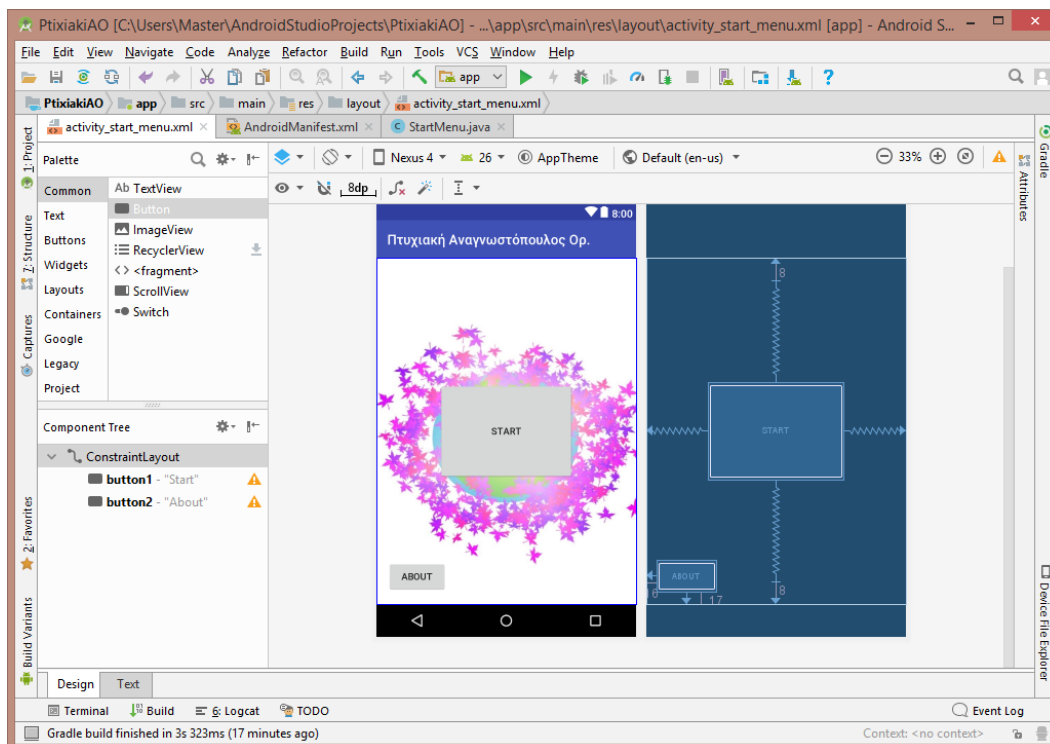 PtixiakiAO [C:\Users\Master\AndroidStudioProjects\PtixiakiAO] - ...\app\src\main\res\layout\activity_start_menu.xml [app] - Android S...
File Edit View Navigate Code Analyze Refactor Build Run Tools VCS Window Help
app
PtixiakiAO app src main res layout activity_start_menu.xml
activity_start_menu.xml AndroidManifest.xml StartMenu.java
Palette
Nexus 4 26 AppTheme Default (en-us) 33%
8dp
Common
Text
Buttons
Widgets
Layouts
Containers
Google
Legacy
Project
Ab TextView
Button
ImageView
RecyclerView
<fragment>
ScrollView
Switch
Component Tree
ConstraintLayout
button1 - "Start"
button2 - "About"
8:00
Πτυχιακή Αναγνωστόπουλος Ορ.
START
ABOUT
8
START
ABOUT
16
17
8
1: Project
7: Structure
Captures
2: Favorites
Build Variants
Gradle
Attributes
Device File Explorer
Design Text
Terminal Build 6: Logcat TODO Event Log
Gradle build finished in 3s 323ms (17 minutes ago) Context: <no context>